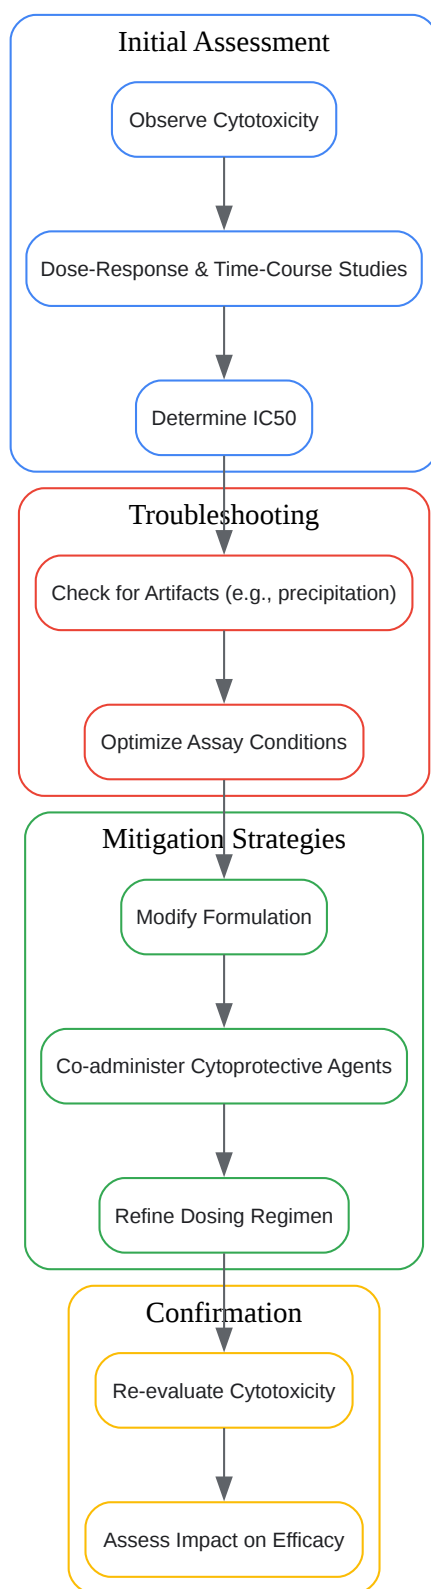 Initial Assessment
Observe Cytotoxicity
Dose-Response & Time-Course Studies
Determine IC50
Troubleshooting
Check for Artifacts (e.g., precipitation)
Optimize Assay Conditions
Mitigation Strategies
Modify Formulation
Co-administer Cytoprotective Agents
Refine Dosing Regimen
Confirmation
Re-evaluate Cytotoxicity
Assess Impact on Efficacy